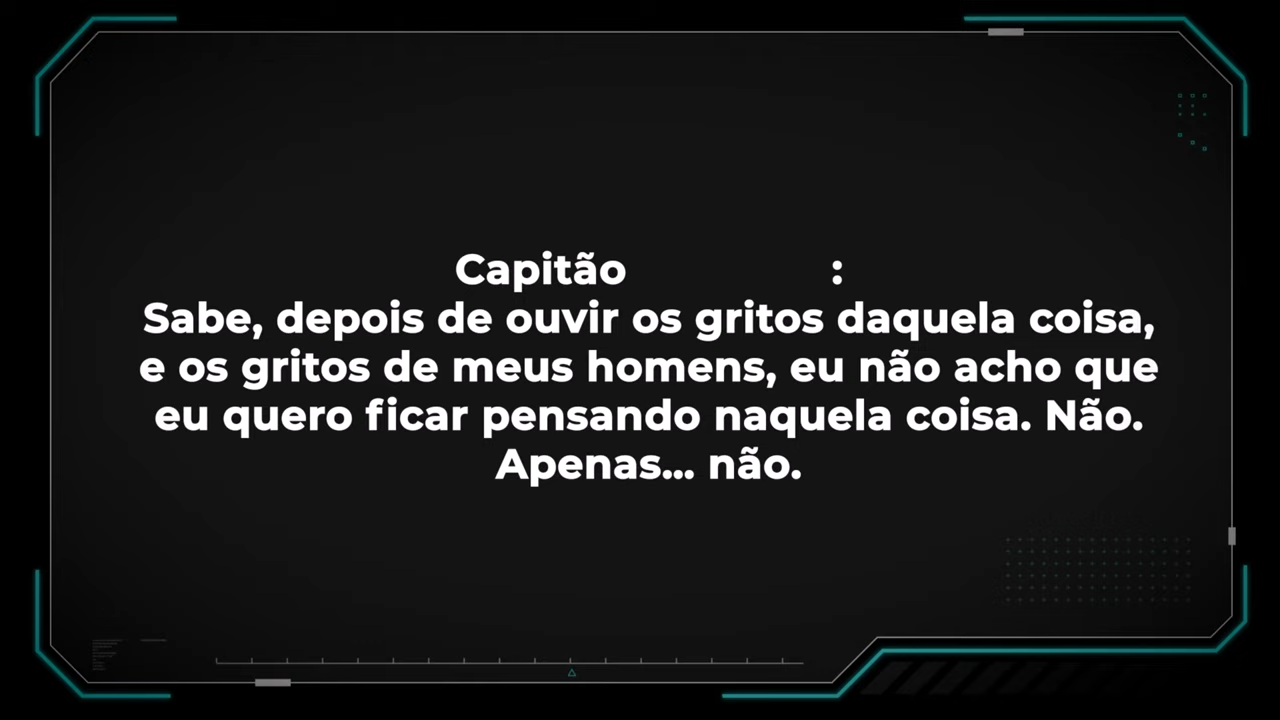 Capitão :
Sabe, depois de ouvir os gritos daquela coisa,
e os gritos de meus homens, eu não acho que
eu quero ficar pensando naquela coisa. Não.
Apenas... não.